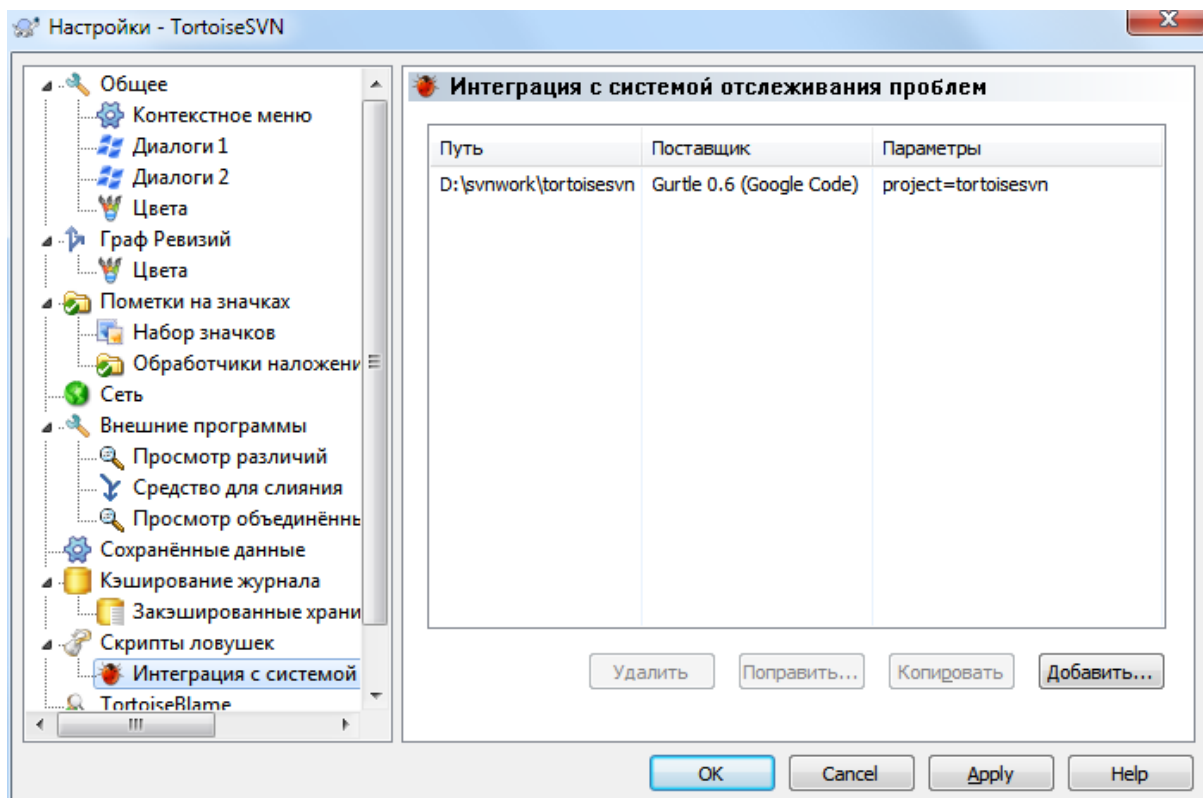 Настройки - TortoiseSVN
Общее
Контекстное меню
Диалоги 1
Диалоги 2
Цвета
Граф Ревизий
Цвета
Пометки на значках
Набор значков
Обработчики наложени
Сеть
Внешние программы
Просмотр различий
Средство для слияния
Просмотр объединённь
Сохранённые данные
Кэширование журнала
Закэшированные храни
Скрипты ловушек
Интеграция с системой
TortoiseBlame
Интеграция с системой отслеживания проблем
Путь Поставщик Параметры
D:\svnwork\tortoisesvn Gurtle 0.6 (Google Code) project=tortoisesvn
Удалить Поправить... Копировать Добавить...
OK Cancel Apply Help